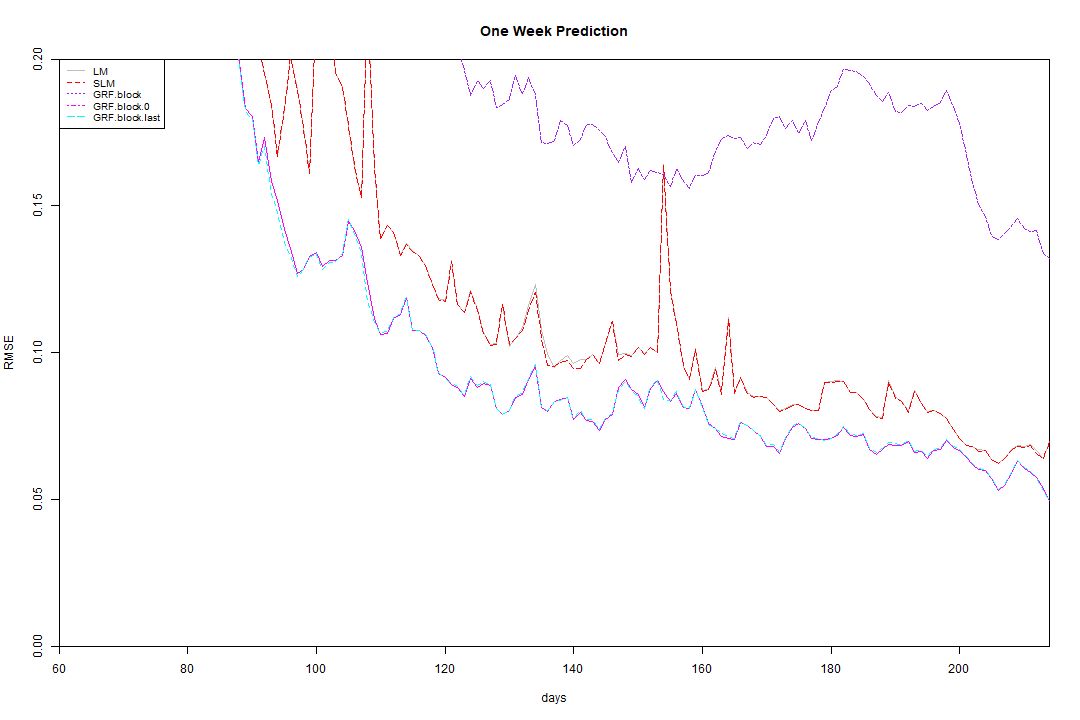 One Week Prediction
LM
SLM
GRF.block
GRF.block.0
GRF.block.last
0.20
0.15
0.10
0.05
0.00
RMSE
60 80 100 120 140 160 180 200
days